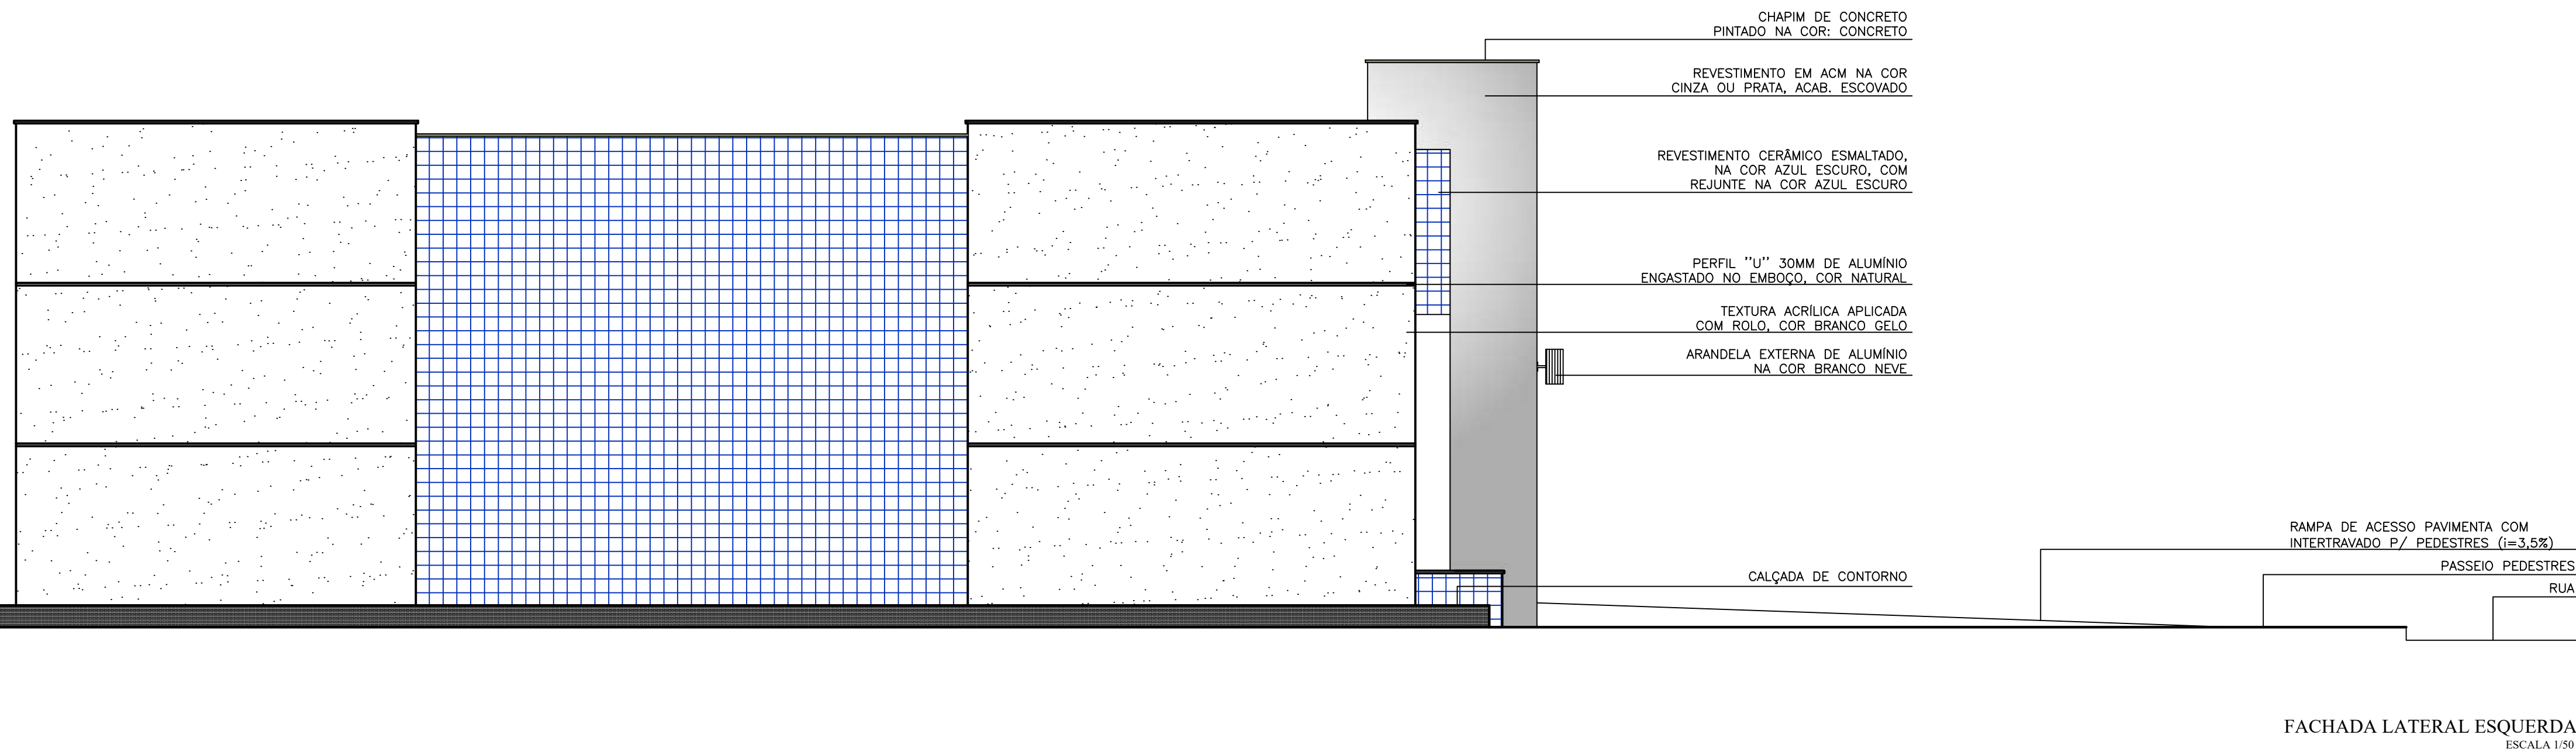 CHAPIM DE CONCRETO
PINTADO NA COR: CONCRETO
REVESTIMENTO EM ACM NA COR
CINZA OU PRATA, ACAB. ESCOVADO
REVESTIMENTO CERÂMICO ESMALTADO,
NA COR AZUL ESCURO, COM
REJUNTE NA COR AZUL ESCURO
PERFIL "U" 30MM DE ALUMÍNIO
ENGASTADO NO EMBOÇO, COR NATURAL
TEXTURA ACRÍLICA APLICADA
COM ROLO, COR BRANCO GELO
ARANDELA EXTERNA DE ALUMÍNIO
NA COR BRANCO NEVE
CALÇADA DE CONTORNO
RAMPA DE ACESSO PAVIMENTA COM
INTERTRAVADO P/ PEDESTRES (i=3,5%)
PASSEIO PEDESTRES
RUA
FACHADA LATERAL ESQUERDA
ESCALA 1/50